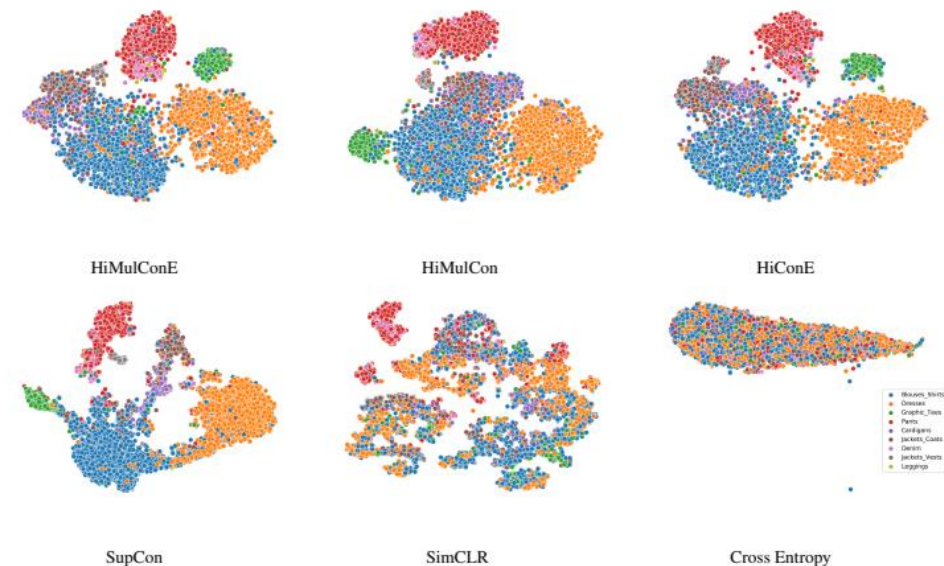 HiMulConE
HiMulCon
HiConE
Blouses_Shirts
Dresses
Graphic_Tees
Pants
Cardigans
Jackets_Coats
Denim
Jackets_Vests
Leggings
SupCon
SimCLR
Cross Entropy